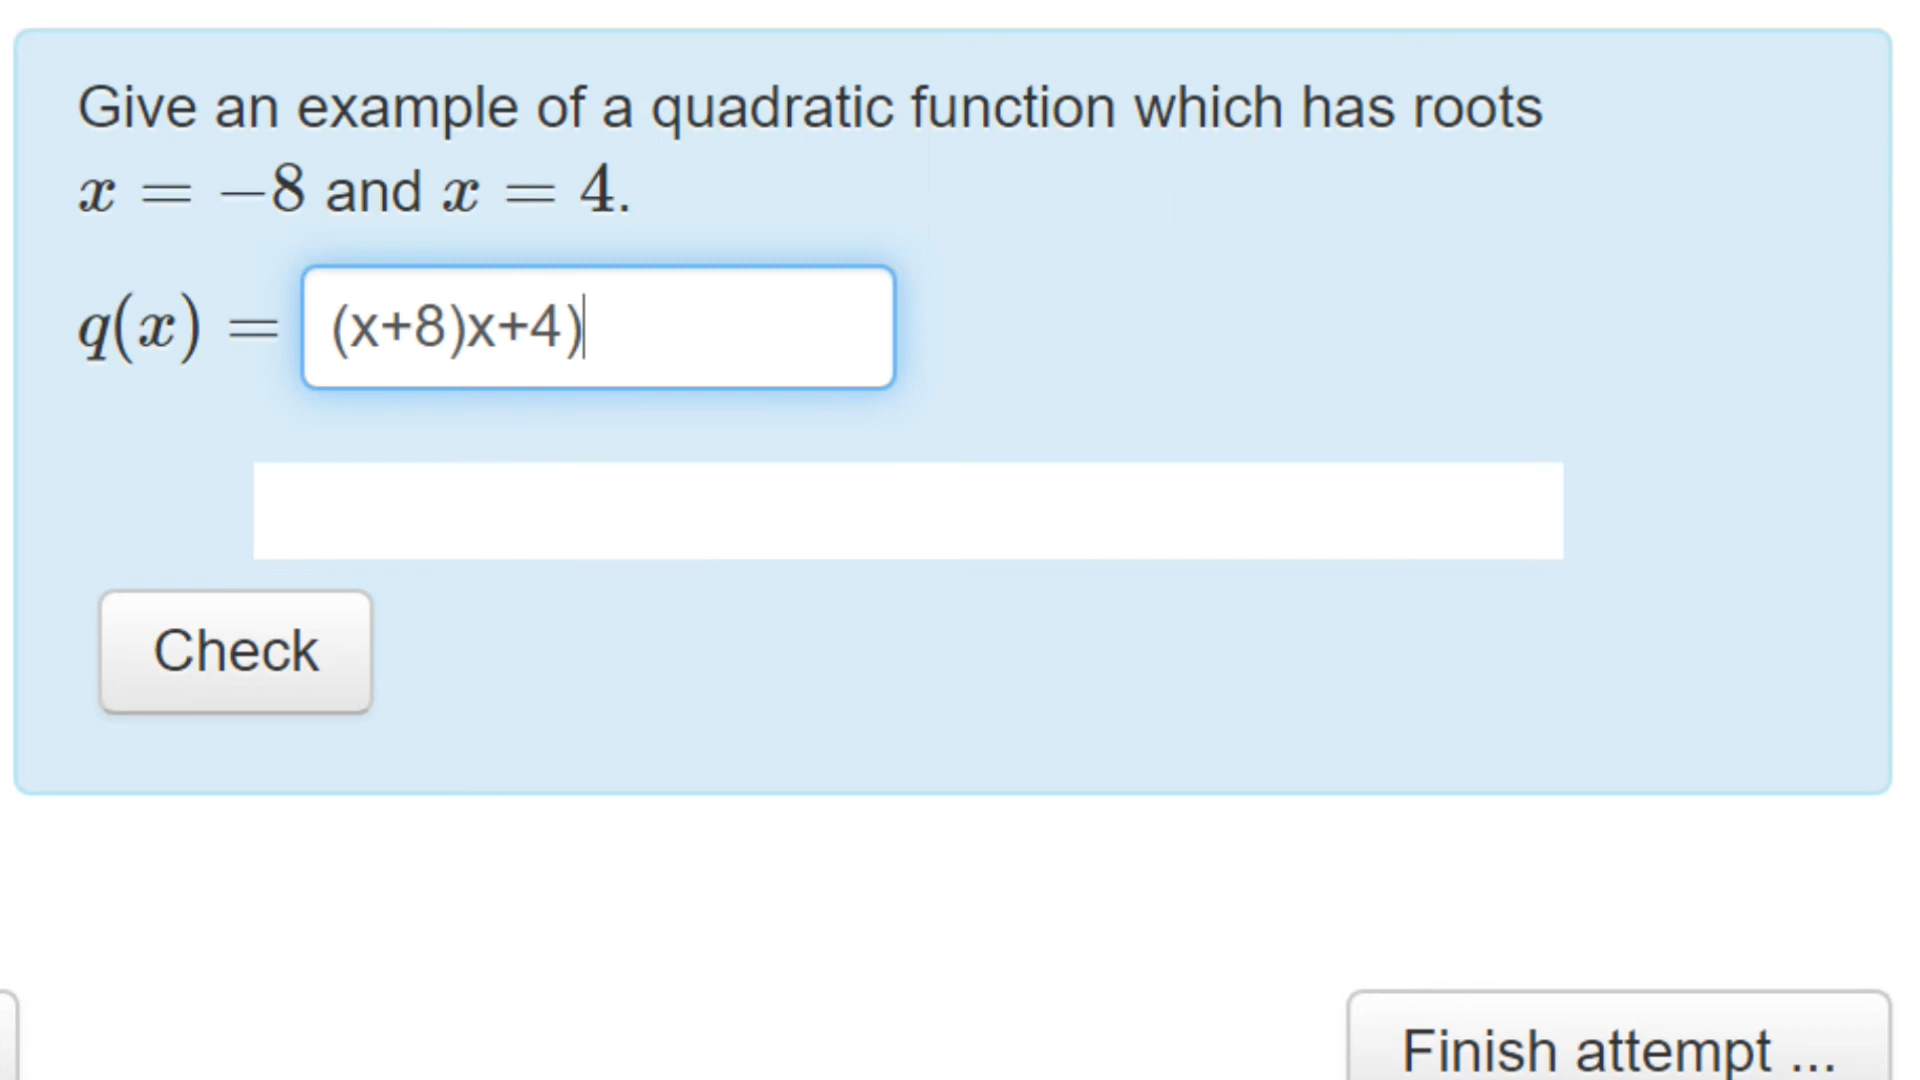 Give an example of a quadratic function which has roots
x = −8 and x = 4.
q(x) = (x+8)x+4)
Check
Finish attempt ...